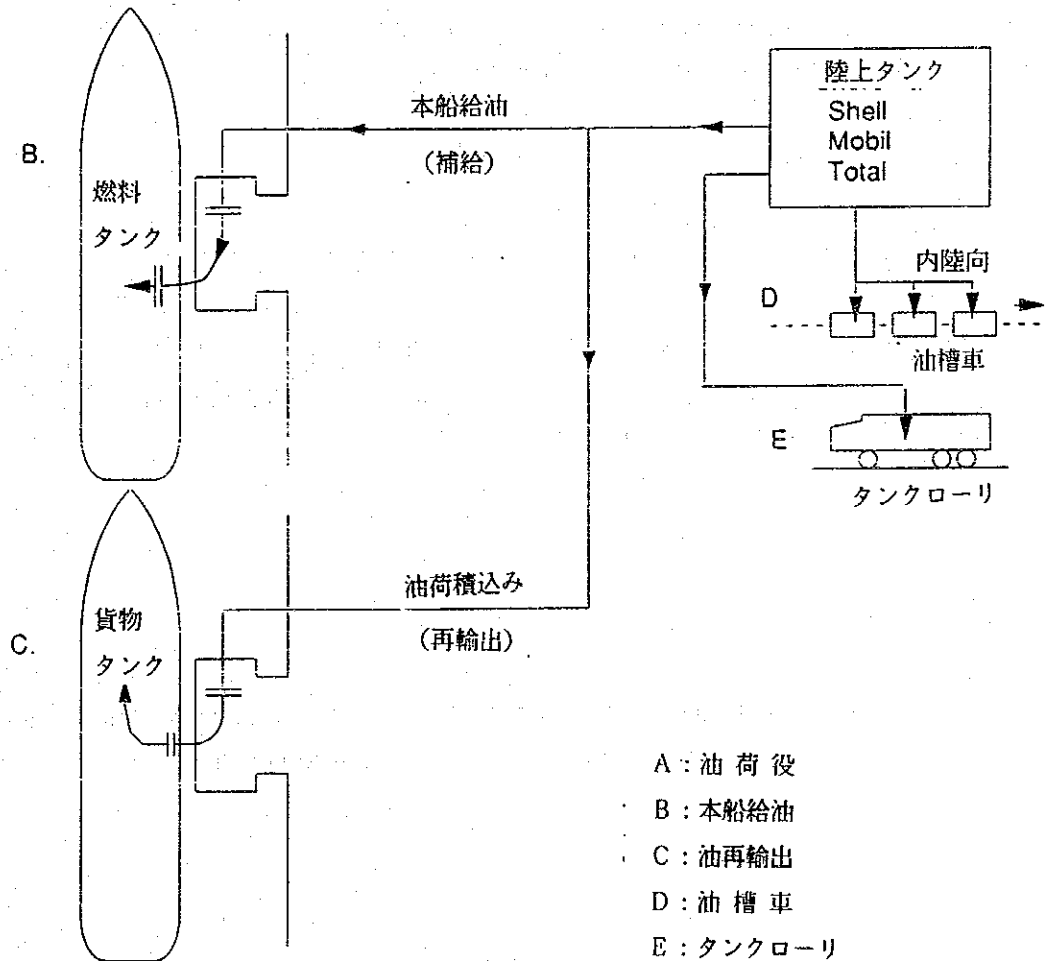 陸上タンク
Shell
Mobil
Total
本船給油
(補給)
B.
燃料
タンク
内陸向
D
油槽車
E
タンクローリ
油荷積込み
(再輸出)
C.
貨物
タンク
A:油荷役
B:本船給油
C:油再輸出
D:油槽車
E:タンクローリ